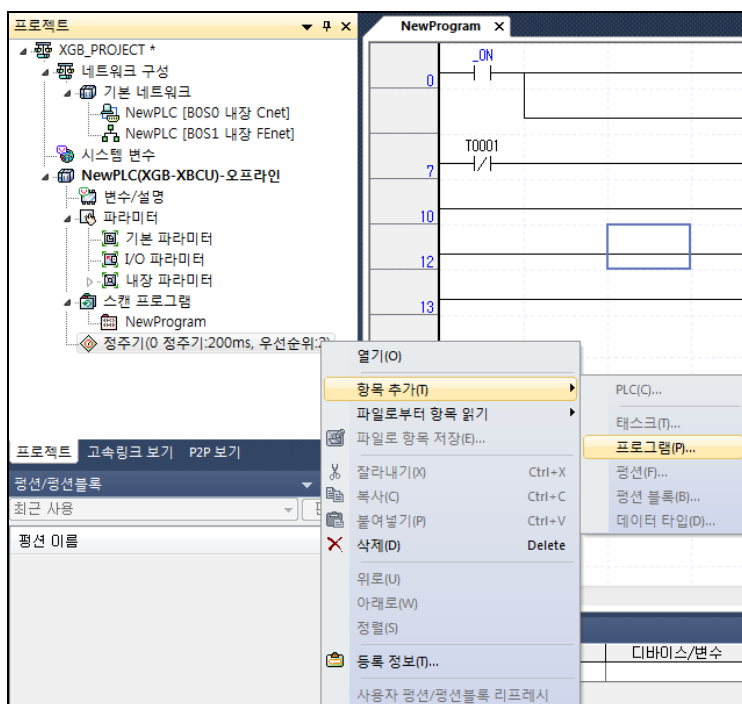 프로젝트
XGB_PROJECT *
네트워크 구성
기본 네트워크
NewPLC [B0S0 내장 Cnet]
NewPLC [B0S1 내장 FEnet]
시스템 변수
NewPLC(XGB-XBCU)-오프라인
변수/설명
파라미터
기본 파라미터
I/O 파라미터
내장 파라미터
스캔 프로그램
NewProgram
정주기(0 정주기:200ms, 우선순위:2)
프로젝트 고속링크 보기 P2P 보기
펑션/펑션블록
최근 사용
펑션 이름
NewProgram
_ON
0
T0001
7
10
12
13
열기(O)
항목 추가(T)
파일로부터 항목 읽기
파일로 항목 저장(E)...
잘라내기(X) Ctrl+X
복사(C) Ctrl+C
붙여넣기(P) Ctrl+V
삭제(D) Delete
위로(U)
아래로(W)
정렬(S)
등록 정보(T)...
사용자 펑션/펑션블록 리프레시
PLC(C)...
태스크(T)...
프로그램(P)...
펑션(F)...
펑션 블록(B)...
데이터 타입(D)...
디바이스/변수